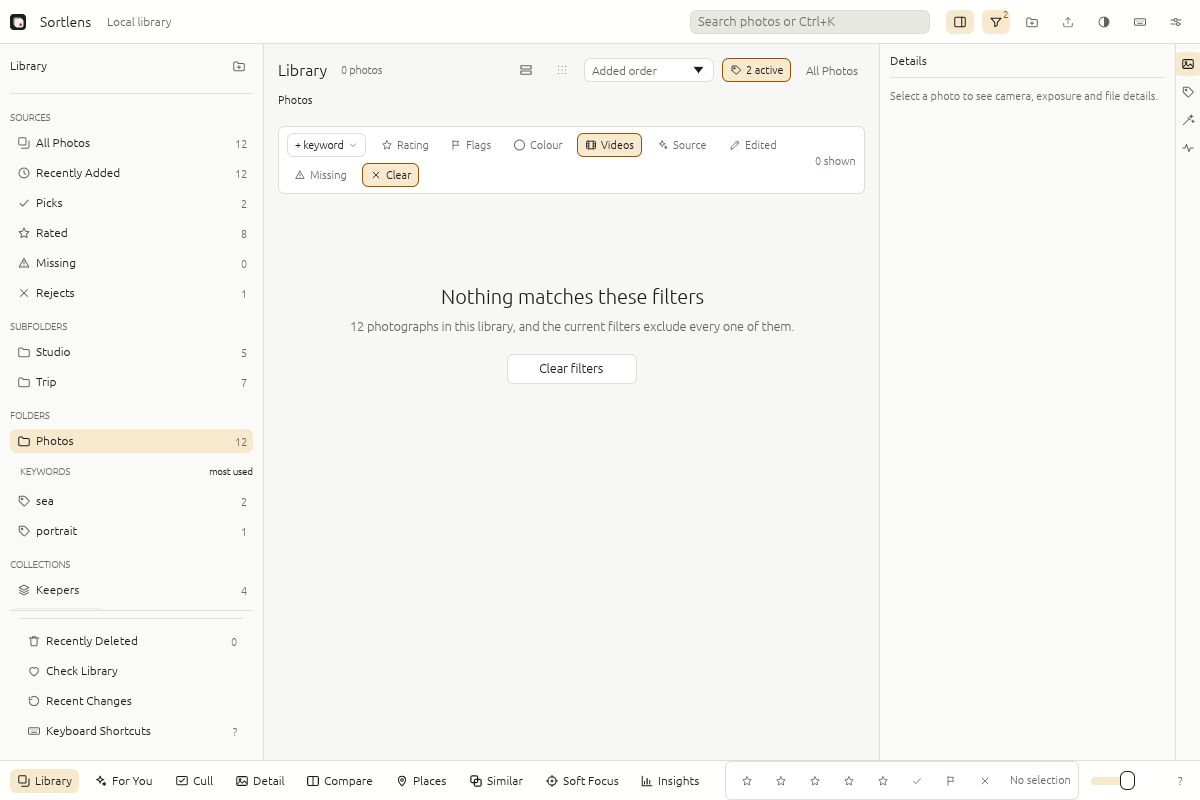 Sortlens Local library
Search photos or Ctrl+K
2
Library
SOURCES
All Photos 12
Recently Added 12
Picks 2
Rated 8
Missing 0
Rejects 1
SUBFOLDERS
Studio 5
Trip 7
FOLDERS
Photos 12
KEYWORDS most used
sea 2
portrait 1
COLLECTIONS
Keepers 4
Recently Deleted 0
Check Library
Recent Changes
Keyboard Shortcuts ?
Library 0 photos Added order 2 active All Photos
Photos
+ keyword Rating Flags Colour Videos Source Edited
0 shown
Missing Clear
Nothing matches these filters
12 photographs in this library, and the current filters exclude every one of them.
Clear filters
Details
Select a photo to see camera, exposure and file details.
Library For You Cull Detail Compare Places Similar Soft Focus Insights No selection ?